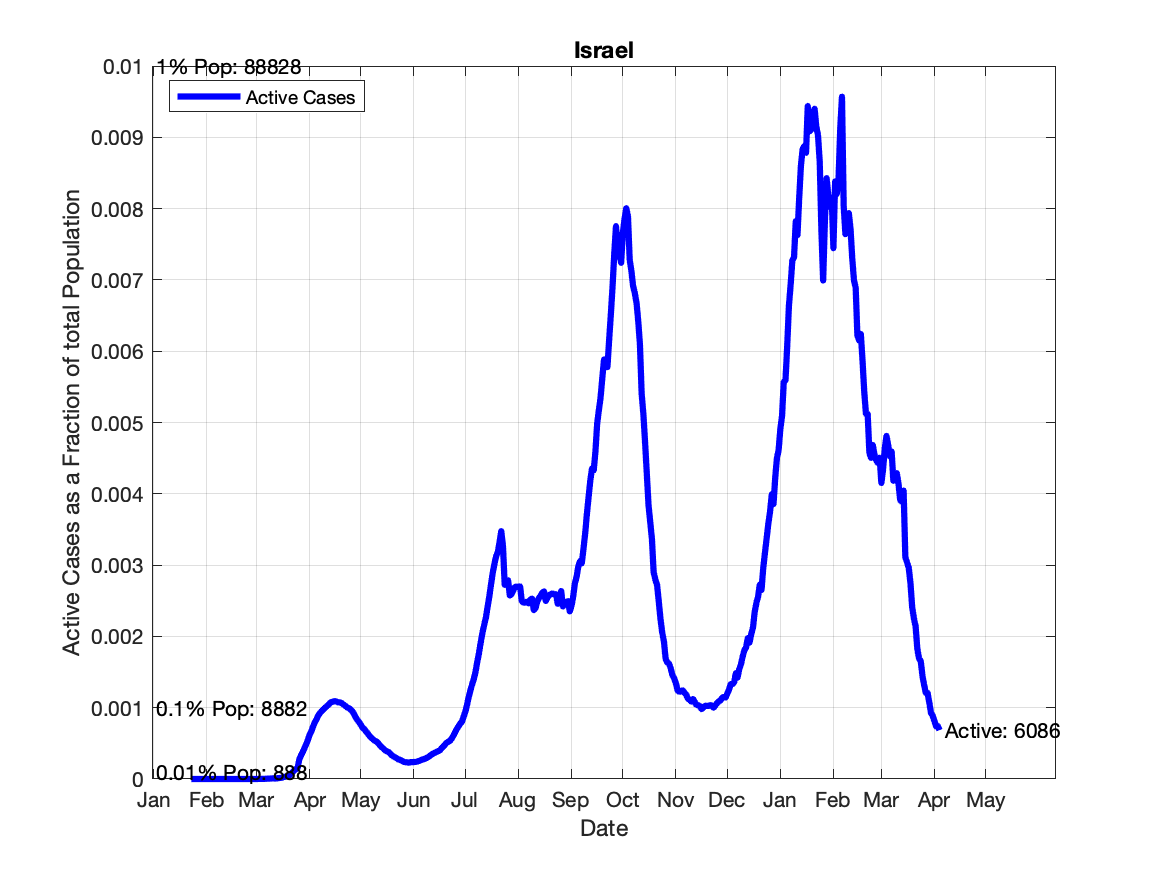 Israel
0.01
1% Pop: 88828
Active Cases
0.009
0.008
0.007
0.006
0.005
0.004
0.003
0.002
0.001
0.1% Pop: 8882
Active: 6086
0
0.01% Pop: 888
Active Cases as a Fraction of total Population
Jan Feb Mar Apr May Jun Jul Aug Sep Oct Nov Dec Jan Feb Mar Apr May
Date